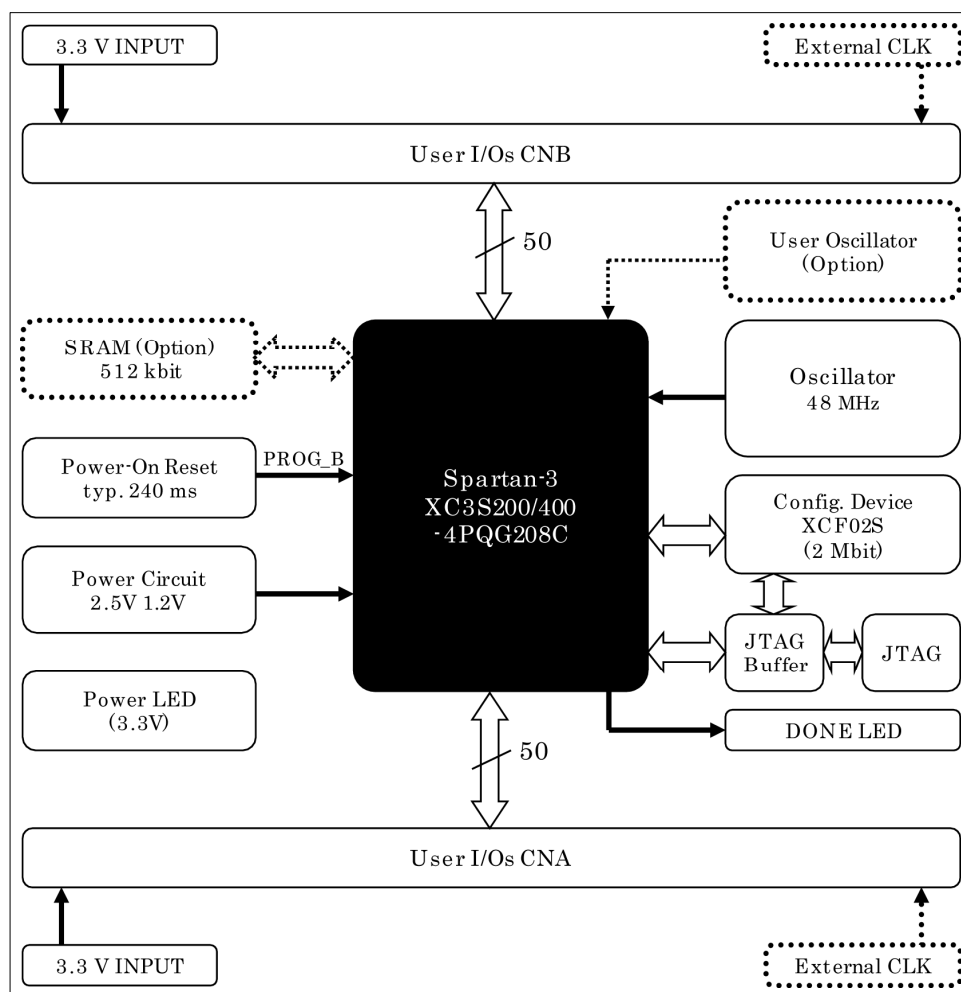 3.3 V INPUT
External CLK
User I/Os CNB
50
User Oscillator
(Option)
SRAM (Option)
512 kbit
Oscillator
48 MHz
Power-On Reset
typ. 240 ms
PROG_B
Spartan-3
XC3S200/400
-4PQG208C
Config. Device
XCF02S
(2 Mbit)
Power Circuit
2.5V 1.2V
JTAG
Buffer
JTAG
Power LED
(3.3V)
DONE LED
50
User I/Os CNA
3.3 V INPUT
External CLK